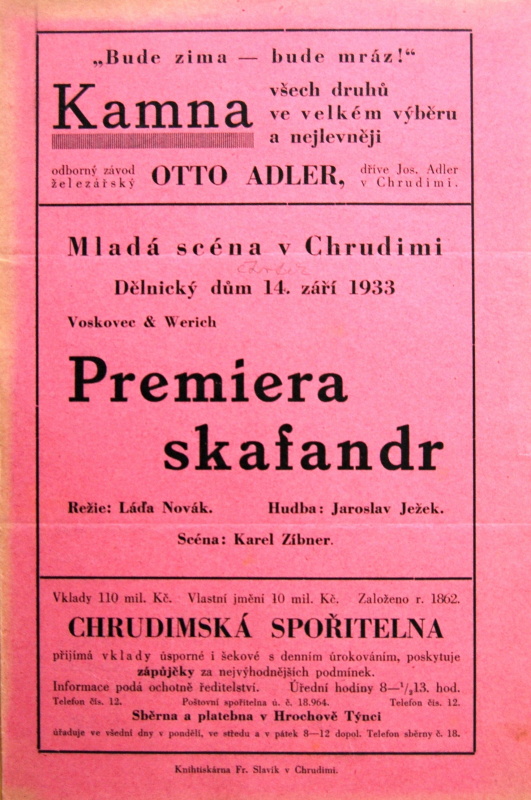 „Bude zima — bude mráz!“
Kamna
všech druhů
ve velkém výběru
a nejlevněji
odborný závod
železářský
OTTO ADLER,
dříve Jos. Adler
v Chrudimi.
Mladá scéna v Chrudimi
Dělnický dům 14. září 1933
Voskovec & Werich
Premiera
skafandr
Režie: Láďa Novák. Hudba: Jaroslav Ježek.
Scéna: Karel Zíbner.
Vklady 110 mil. Kč. Vlastní jmění 10 mil. Kč. Založeno r. 1862.
CHRUDIMSKÁ SPOŘITELNA
přijímá vklady úsporné i šekové s denním úrokováním, poskytuje
zápůjčky za nejvýhodnějších podmínek.
Informace podá ochotně ředitelství. Úřední hodiny 8—½13. hod.
Telefon čís. 12. Poštovní spořitelna ú. č. 18.964. Telefon čís. 12.
Sběrna a platebna v Hrochově Týnci
úřaduje ve všední dny v pondělí, ve středu a v pátek 8—12 dopol. Telefon sběrny č. 18.
Knihtiskárna Fr. Slavík v Chrudimi.